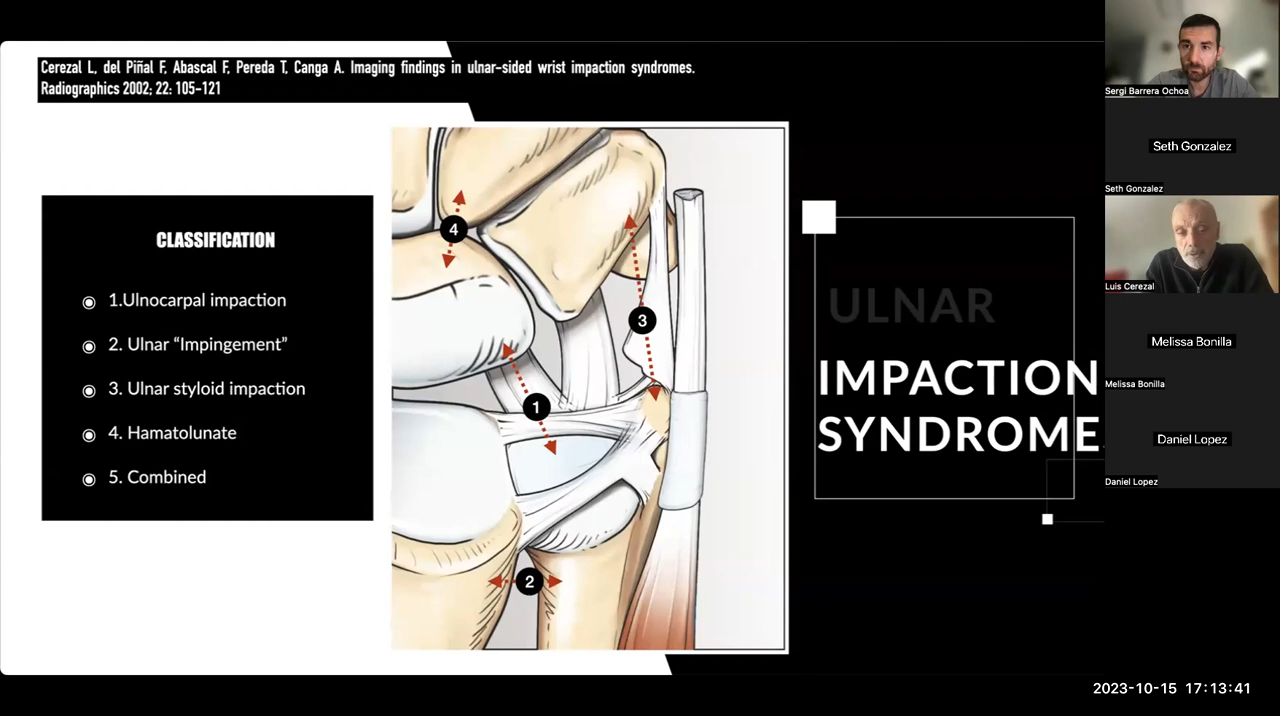 Cerezal L, del Piñal F, Abascal F, Pereda T, Canga A. Imaging findings in ulnar-sided wrist impaction syndromes.
Radiographics 2002; 22: 105-121
CLASSIFICATION
1.Ulnocarpal impaction
2. Ulnar “Impingement”
3. Ulnar styloid impaction
4. Hamatolunate
5. Combined
4
3
1
2
ULNAR
IMPACTION
SYNDROME
Sergi Barrera Ochoa
Seth Gonzalez
Seth Gonzalez
Luis Cerezal
Melissa Bonilla
Melissa Bonilla
Daniel Lopez
Daniel Lopez
2023-10-15 17:13:41